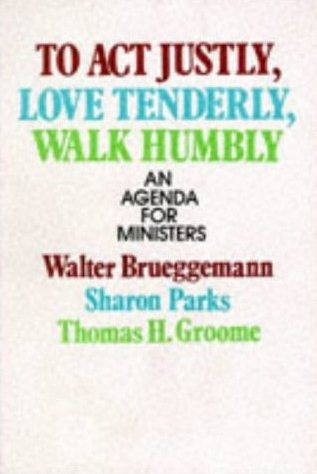 TO ACT JUSTLY,
LOVE TENDERLY,
WALK HUMBLY
AN
AGENDA
FOR
MINISTERS
Walter Brueggemann
Sharon Parks
Thomas H. Groome